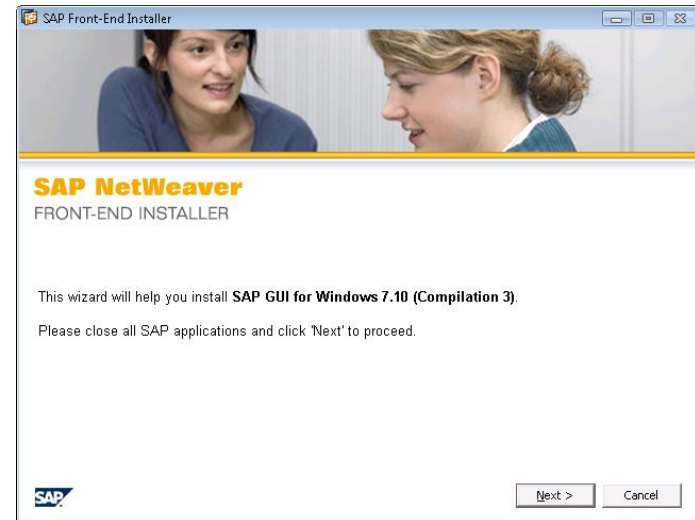 SAP Front-End Installer
SAP NetWeaver
FRONT-END INSTALLER
This wizard will help you install SAP GUI for Windows 7.10 (Compilation 3).
Please close all SAP applications and click 'Next' to proceed.
SAP
Next >
Cancel